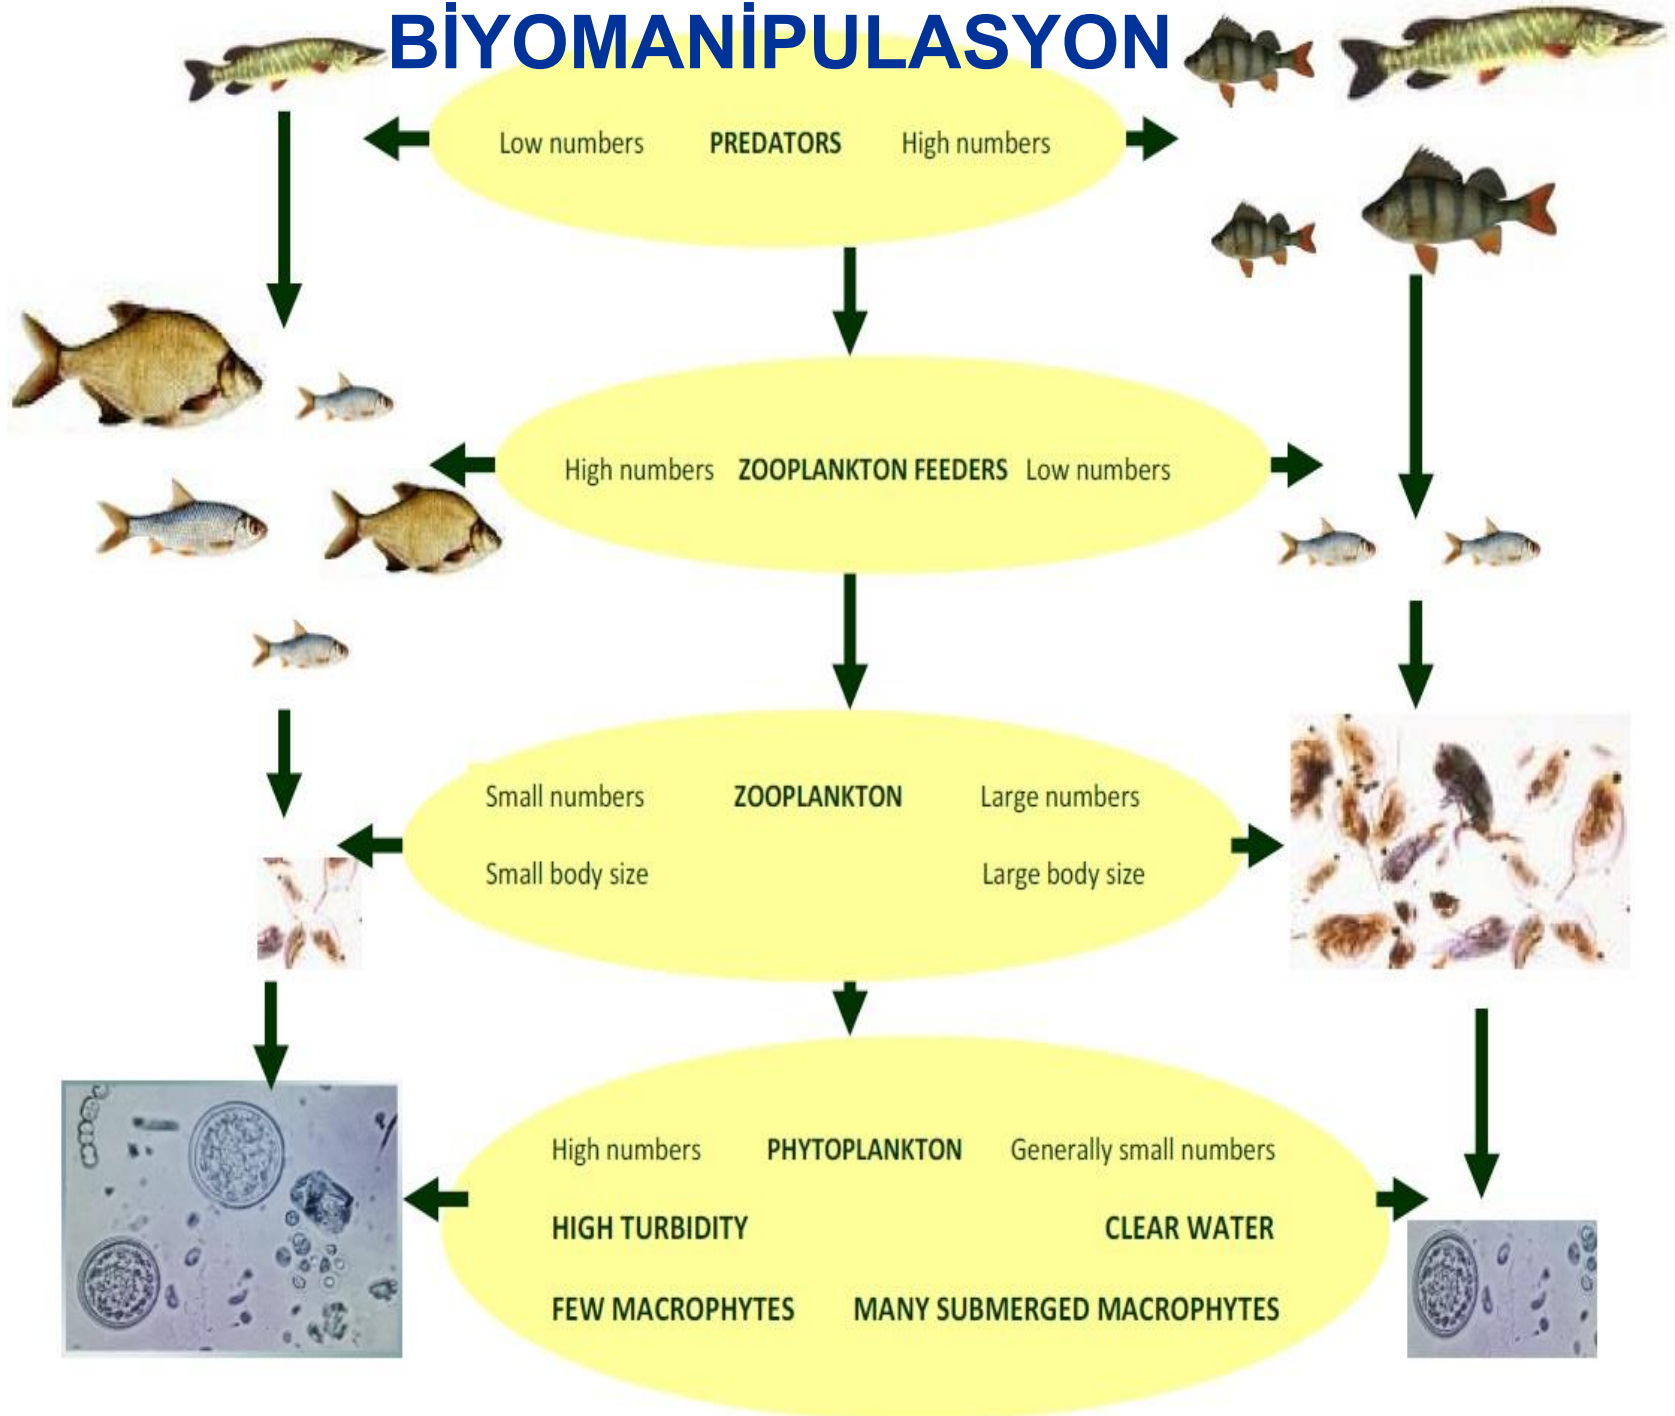 BİYOMANİPULASYON
Low numbers PREDATORS High numbers
High numbers ZOOPLANKTON FEEDERS Low numbers
Small numbers ZOOPLANKTON Large numbers
Small body size Large body size
High numbers PHYTOPLANKTON Generally small numbers
HIGH TURBIDITY CLEAR WATER
FEW MACROPHYTES MANY SUBMERGED MACROPHYTES